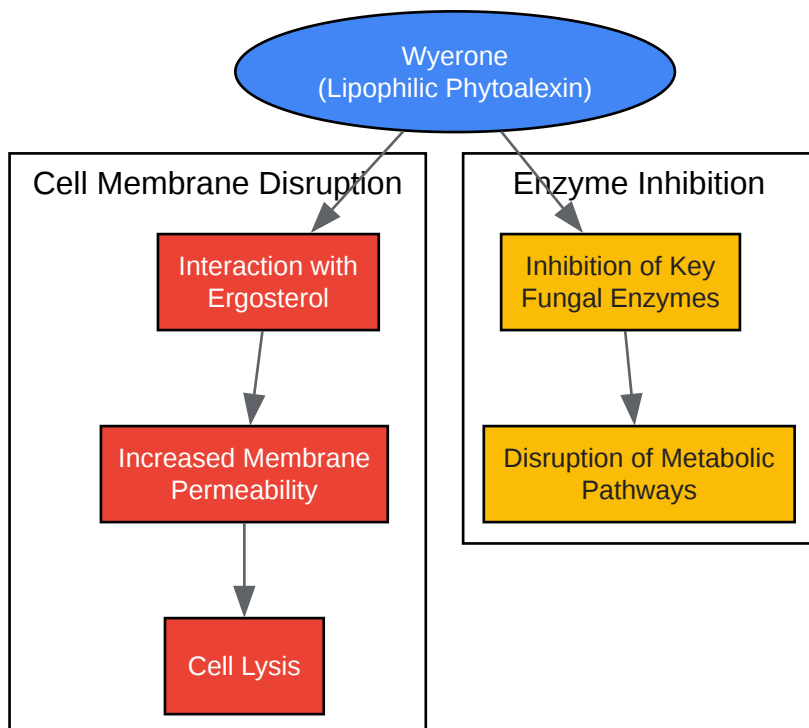 Wyerone
(Lipophilic Phytoalexin)
Cell Membrane Disruption
Interaction with
Ergosterol
Increased Membrane
Permeability
Cell Lysis
Enzyme Inhibition
Inhibition of Key
Fungal Enzymes
Disruption of Metabolic
Pathways